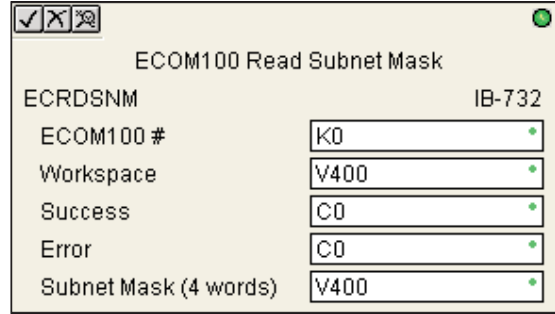 ECOM100 Read Subnet Mask
ECRDSNM IB-732
ECOM100 # K0
Workspace V400
Success C0
Error C0
Subnet Mask (4 words) V400